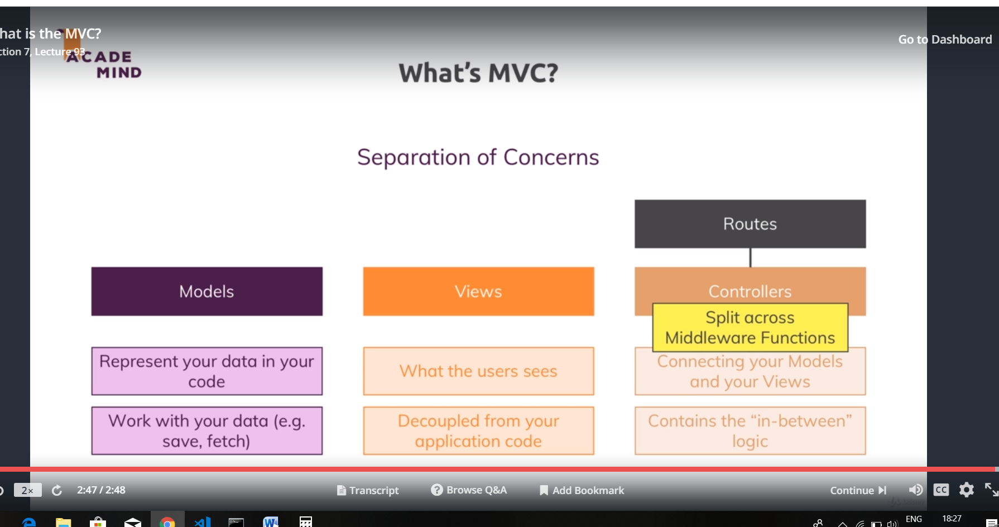 hat is the MVC?
ction 7, Lecture 93
Go to Dashboard
ACADE
MIND
What's MVC?
Separation of Concerns
Routes
Models
Views
Controllers
Split across
Middleware Functions
Represent your data in your
code
What the users sees
Connecting your Models
and your Views
Work with your data (e.g.
save, fetch)
Decoupled from your
application code
Contains the “in-between”
logic
2x
2:47 / 2:48
Transcript
? Browse Q&A
Add Bookmark
Continue
CC
ENG
18:27